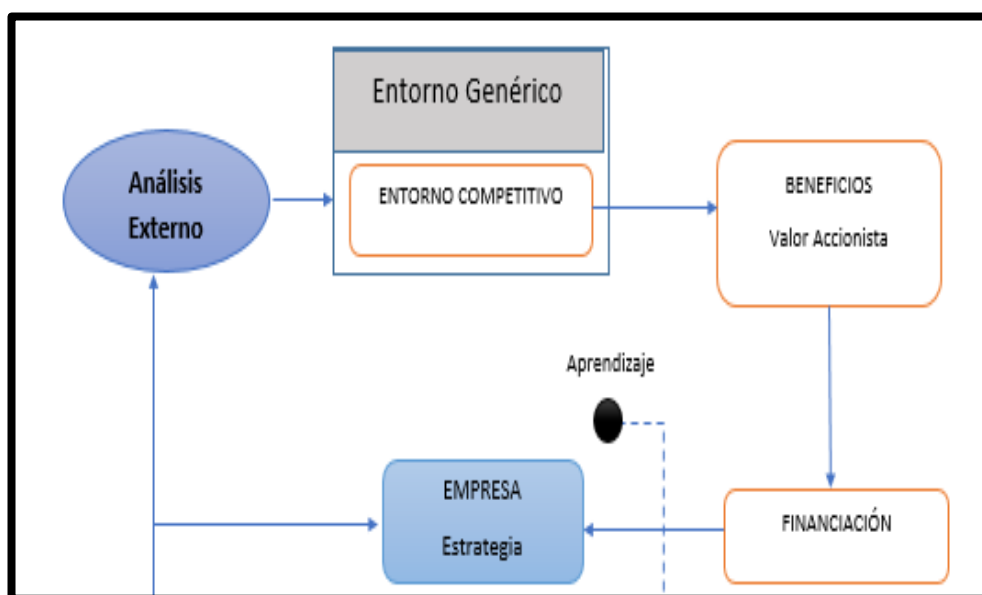 Entorno Genérico
Análisis
Externo
ENTORNO COMPETITIVO
BENEFICIOS
Valor Accionista
Aprendizaje
EMPRESA
Estrategia
FINANCIACIÓN